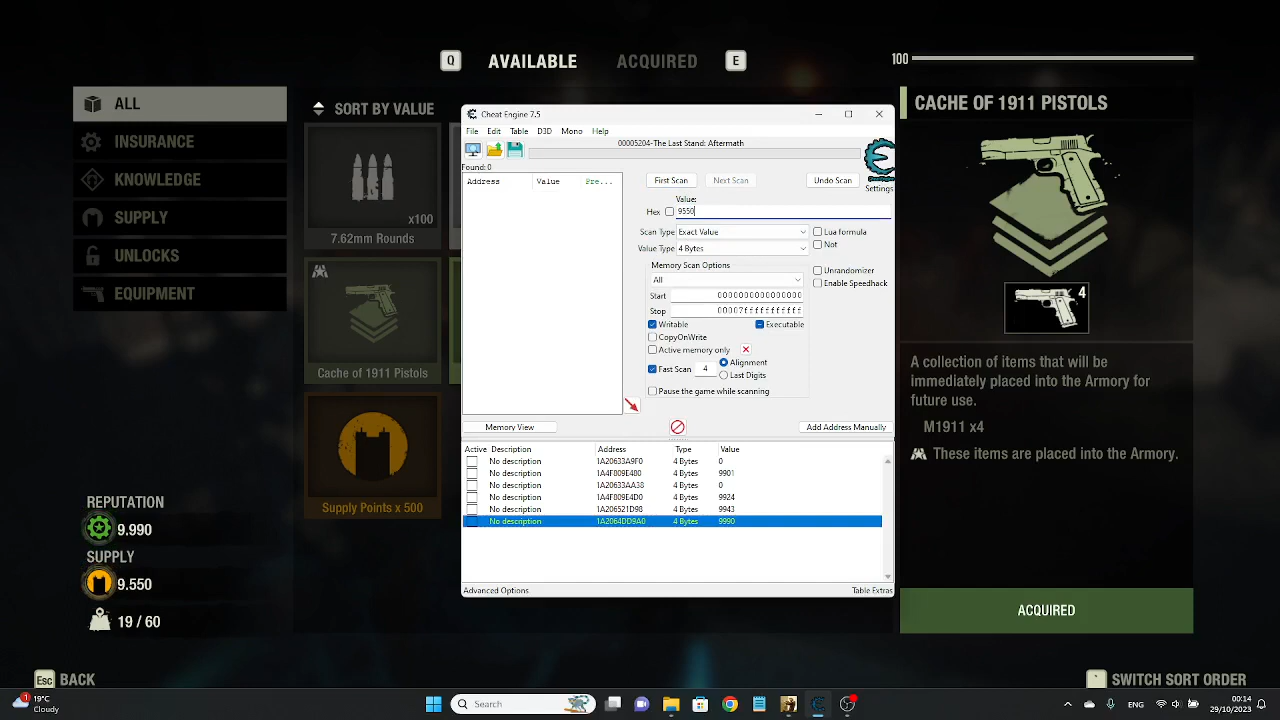 Q AVAILABLE ACQUIRED E
100
ALL
INSURANCE
KNOWLEDGE
SUPPLY
UNLOCKS
EQUIPMENT
REPUTATION
9.990
SUPPLY
9.550
19 / 60
SORT BY VALUE
x100
7.62mm Rounds
Cache of 1911 Pistols
Supply Points x 500
Cheat Engine 7.5
File Edit Table D3D Mono Help
00005204-The Last Stand: Aftermath
Found: 0
Address Value Pre...
First Scan Next Scan Undo Scan
Settings
Value:
Hex 9550
Scan Type Exact Value
Lua formula
Not
Value Type 4 Bytes
Memory Scan Options
All
Unrandomizer
Enable Speedhack
Start 0000000000000000
Stop 00007fffffffffff
Writable Executable
CopyOnWrite
Active memory only
Fast Scan 4 Alignment
Last Digits
Pause the game while scanning
Memory View Add Address Manually
Active Description Address Type Value
No description 1A20633A9F0 4 Bytes 0
No description 1A4F809E480 4 Bytes 9901
No description 1A20633AA38 4 Bytes 0
No description 1A4F809E4D0 4 Bytes 9924
No description 1A206521D98 4 Bytes 9943
No description 1A2064DD9A0 4 Bytes 9990
Advanced Options Table Extras
CACHE OF 1911 PISTOLS
4
A collection of items that will be
immediately placed into the Armory for
future use.
M1911 x4
These items are placed into the Armory.
ACQUIRED
Esc BACK
SWITCH SORT ORDER
1
19°C
Cloudy
Search
ENG
00:14
29/10/2023